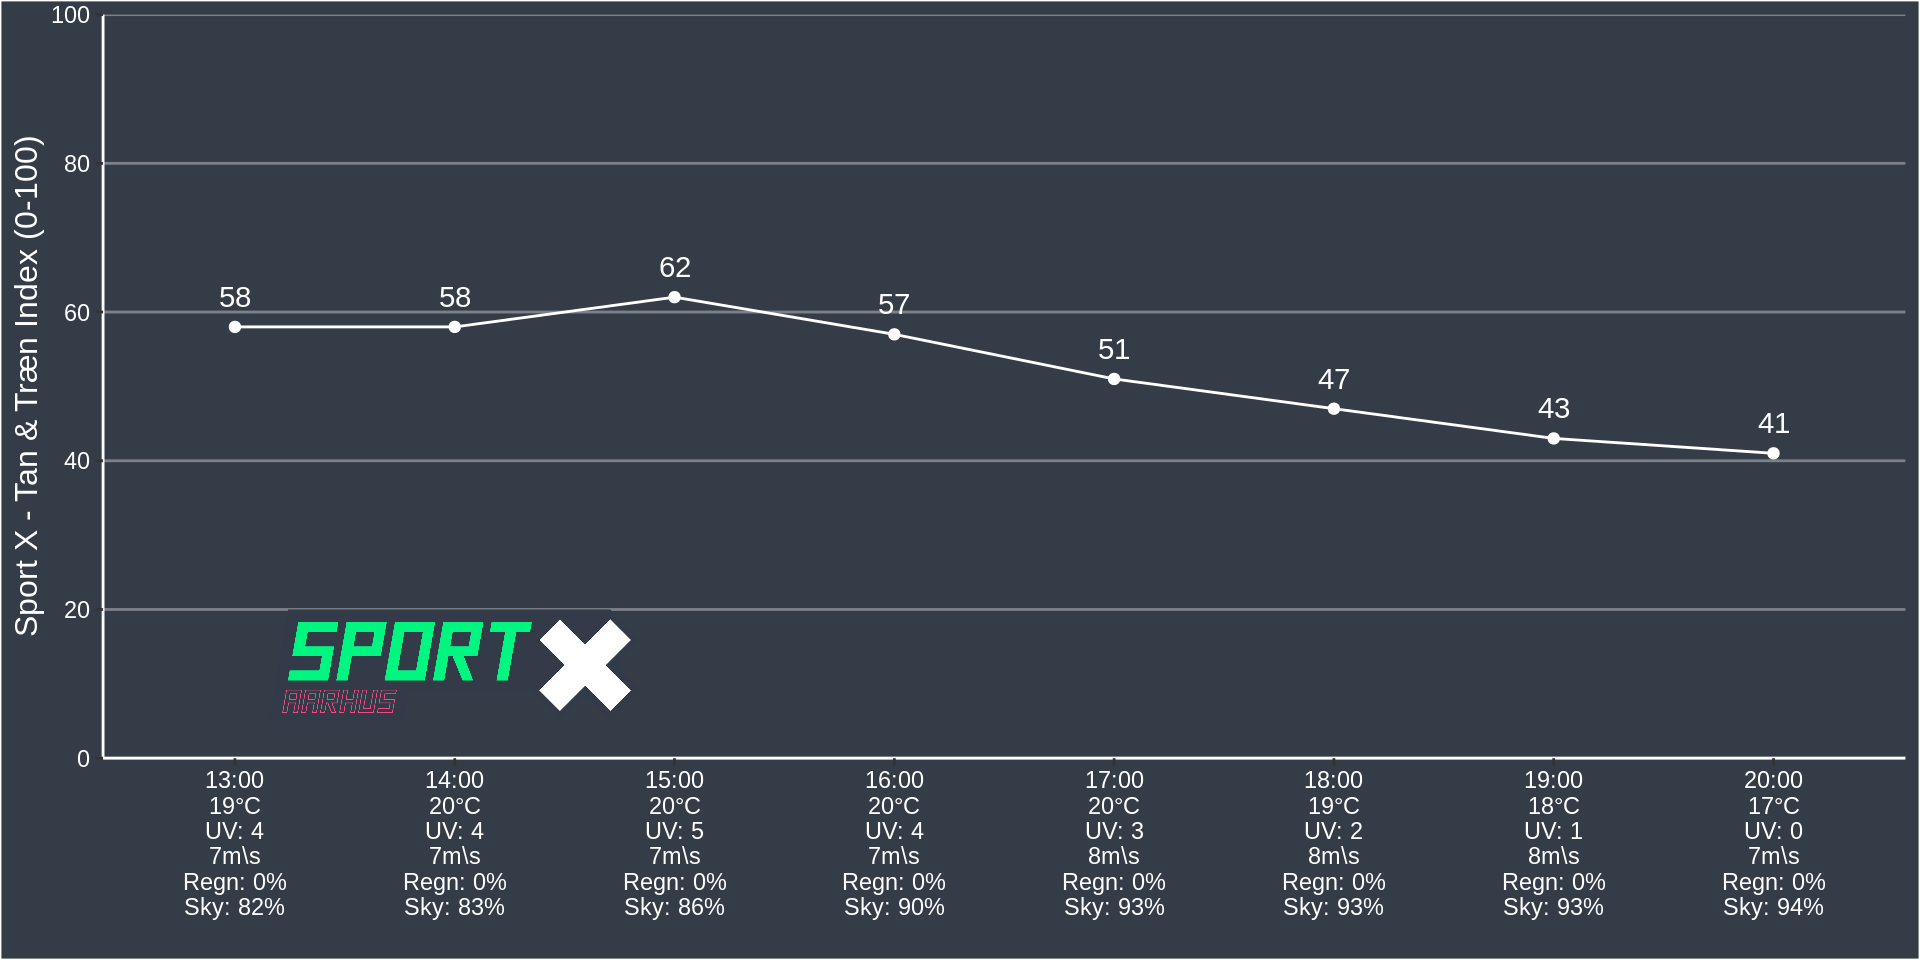 Sport X - Tan & Træn Index (0-100)
100
80
60
40
20
0
58
58
62
57
51
47
43
41
SPORT X
AARHUS
13:00
19°C
UV: 4
7m\s
Regn: 0%
Sky: 82%
14:00
20°C
UV: 4
7m\s
Regn: 0%
Sky: 83%
15:00
20°C
UV: 5
7m\s
Regn: 0%
Sky: 86%
16:00
20°C
UV: 4
7m\s
Regn: 0%
Sky: 90%
17:00
20°C
UV: 3
8m\s
Regn: 0%
Sky: 93%
18:00
19°C
UV: 2
8m\s
Regn: 0%
Sky: 93%
19:00
18°C
UV: 1
8m\s
Regn: 0%
Sky: 93%
20:00
17°C
UV: 0
7m\s
Regn: 0%
Sky: 94%